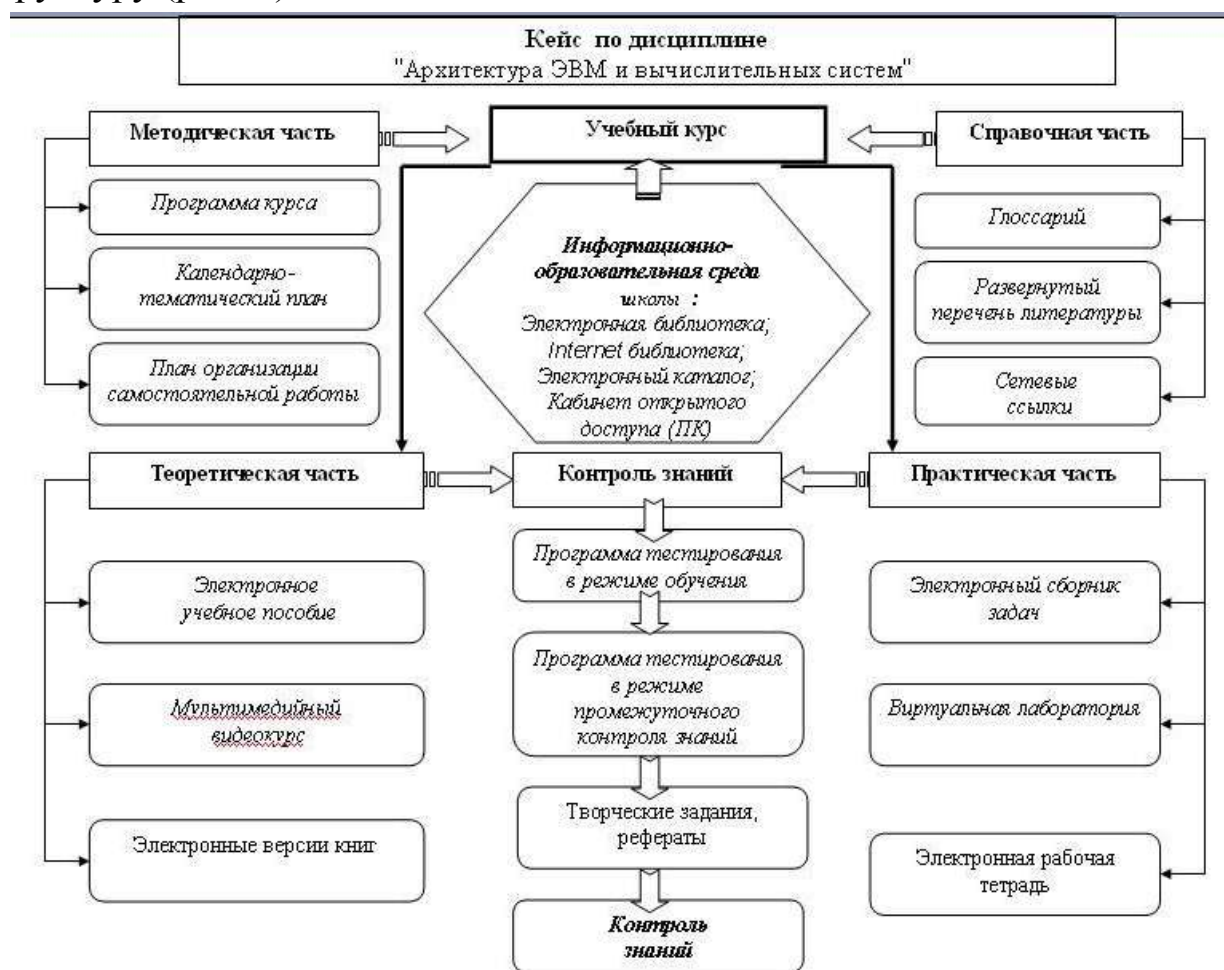 Кейс по дисциплине
"Архитектура ЭВМ и вычислительных систем"
Методическая часть
Учебный курс
Справочная часть
Программа курса
Календарно-
тематический план
План организации
самостоятельной работы
Информационно-
образовательная среда
школы :
Электронная библиотека;
Internet библиотека;
Электронный каталог;
Кабинет открытого
доступа (ПК)
Глоссарий
Развернутый
перечень литературы
Сетевые
ссылки
Теоретическая часть
Контроль знаний
Практическая часть
Электронное
учебное пособие
Мультимедийный
видеокурс
Электронные версии книг
Программа тестирования
в режиме обучения
Программа тестирования
в режиме
промежуточного
контроля знаний
Творческие задания,
рефераты
Контроль
знаний
Электронный сборник
задач
Виртуальная лаборатория
Электронная рабочая
тетрадь